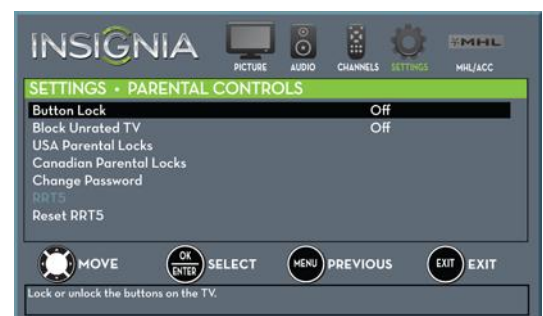 INSIGNIA
PICTURE AUDIO CHANNELS SETTINGS MHL/ACC
MHL
SETTINGS • PARENTAL CONTROLS
Button Lock Off
Block Unrated TV Off
USA Parental Locks
Canadian Parental Locks
Change Password
RRT5
Reset RRT5
MOVE OK ENTER SELECT MENU PREVIOUS EXIT EXIT
Lock or unlock the buttons on the TV.